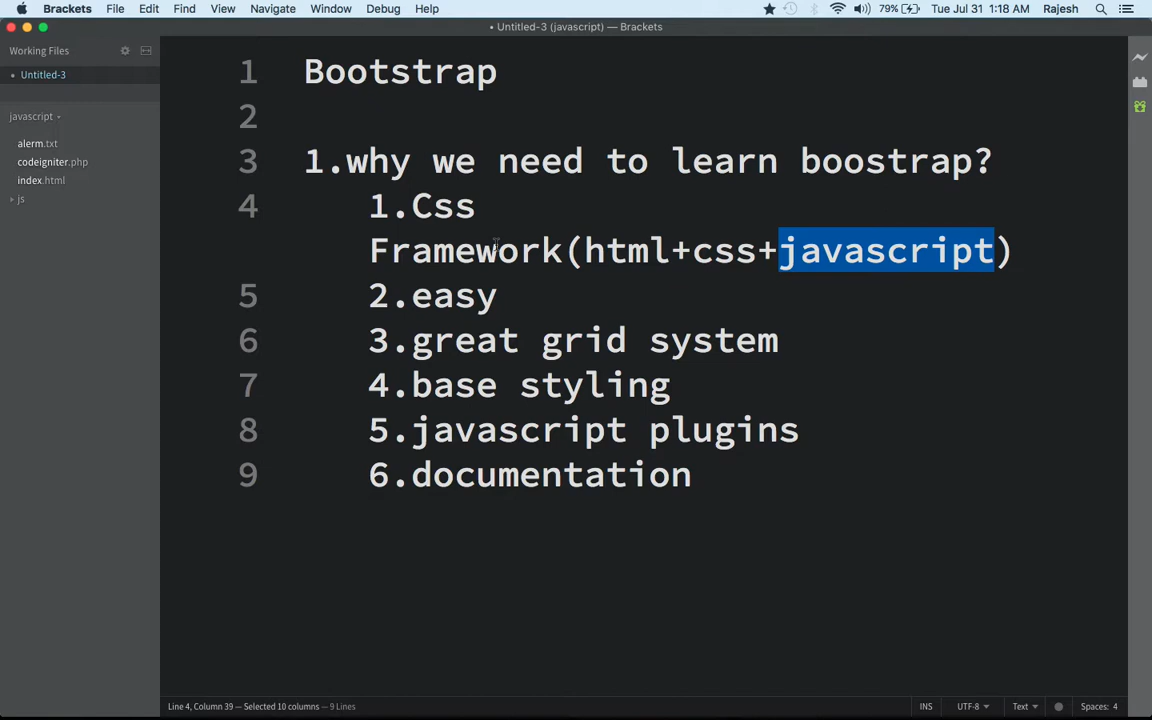 Brackets File Edit Find View Navigate Window Debug Help 79% Tue Jul 31 1:18 AM Rajesh
• Untitled-3 (javascript) — Brackets
Working Files
• Untitled-3
javascript
alerm.txt
codeigniter.php
index.html
js
1 Bootstrap
2
3 1.why we need to learn boostrap?
4 1.Css
Framework(html+css+javascript)
5 2.easy
6 3.great grid system
7 4.base styling
8 5.javascript plugins
9 6.documentation
Line 4, Column 39 — Selected 10 columns — 9 Lines INS UTF-8 Text Spaces: 4